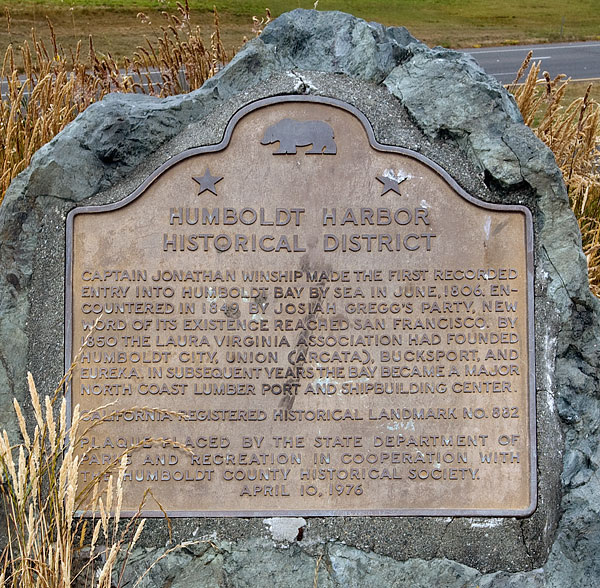 HUMBOLDT HARBOR
HISTORICAL DISTRICT
CAPTAIN JONATHAN WINSHIP MADE THE FIRST RECORDED
ENTRY INTO HUMBOLDT BAY BY SEA IN JUNE, 1806. EN-
COUNTERED IN 1849 BY JOSIAH GREGG'S PARTY, NEW
WORD OF ITS EXISTENCE REACHED SAN FRANCISCO. BY
1850 THE LAURA VIRGINIA ASSOCIATION HAD FOUNDED
HUMBOLDT CITY, UNION (ARCATA), BUCKSPORT, AND
EUREKA. IN SUBSEQUENT YEARS THE BAY BECAME A MAJOR
NORTH COAST LUMBER PORT AND SHIPBUILDING CENTER.
CALIFORNIA REGISTERED HISTORICAL LANDMARK NO. 882
PLAQUE PLACED BY THE STATE DEPARTMENT OF
PARKS AND RECREATION IN COOPERATION WITH
THE HUMBOLDT COUNTY HISTORICAL SOCIETY.
APRIL 10, 1976